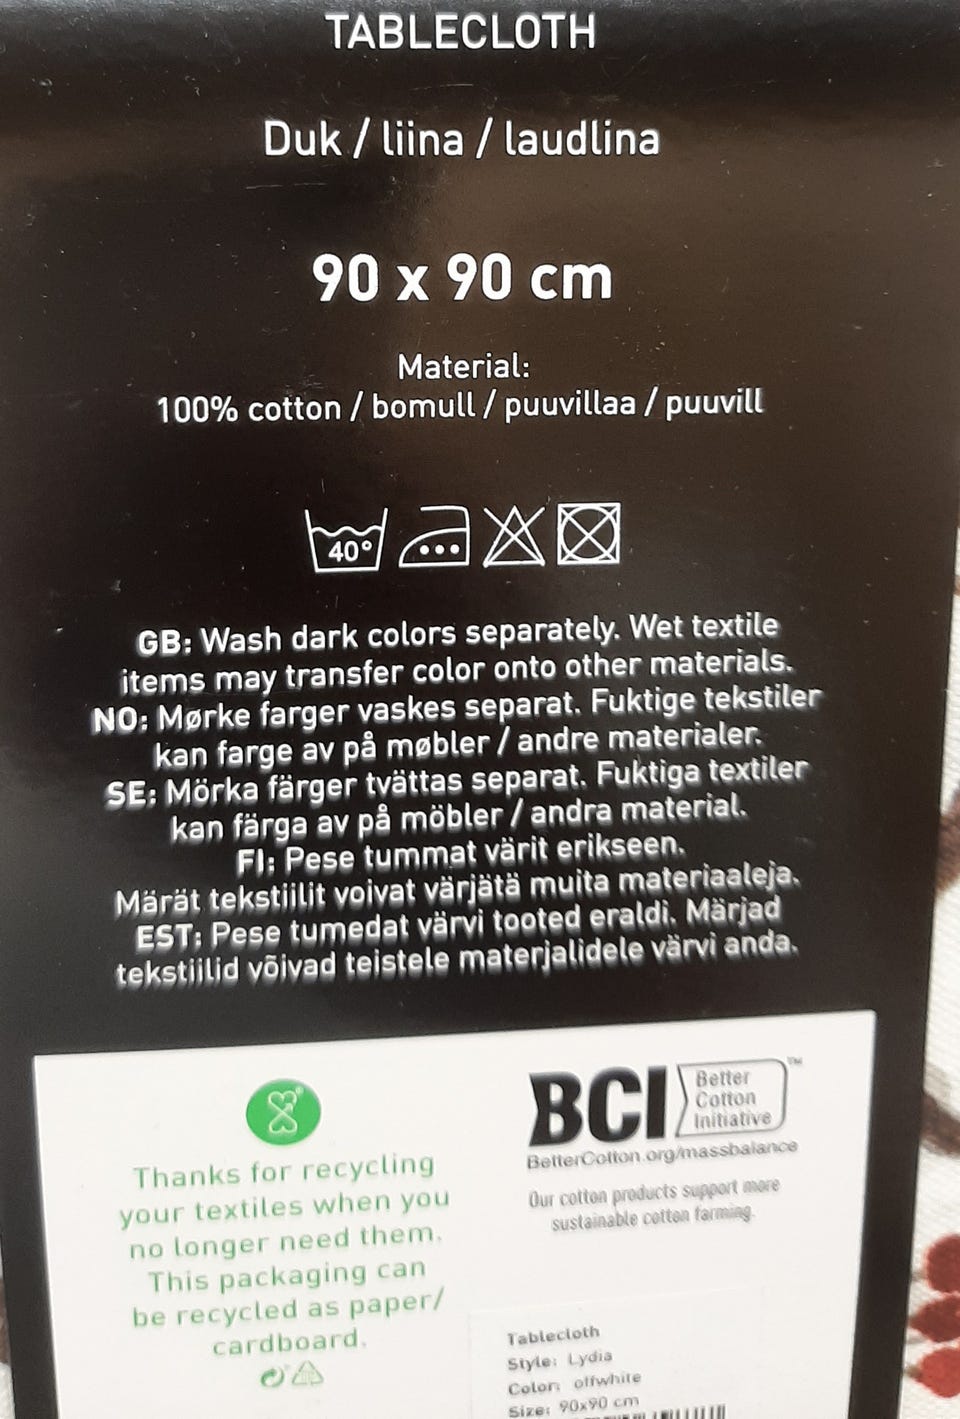 TABLECLOTH
Duk / liina / laudlina
90 x 90 cm
Material:
100% cotton / bomull / puuvillaa / puuvill
40°
GB: Wash dark colors separately. Wet textile
items may transfer color onto other materials.
NO: Mørke farger vaskes separat. Fuktige tekstiler
kan farge av på møbler / andre materialer.
SE: Mörka färger tvättas separat. Fuktiga textiler
kan färga av på möbler / andra material.
FI: Pese tummat värit erikseen.
Märät tekstiilit voivat värjätä muita materiaaleja.
EST: Pese tumedat värvi tooted eraldi. Märjad
tekstiilid võivad teistele materjalidele värvi anda.
Thanks for recycling
your textiles when you
no longer need them.
This packaging can
be recycled as paper/
cardboard.
BCI Better
Cotton
Initiative™
BetterCotton.org/massbalance
Our cotton products support more
sustainable cotton farming.
Tablecloth
Style: Lydia
Color: offwhite
Size: 90x90 cm